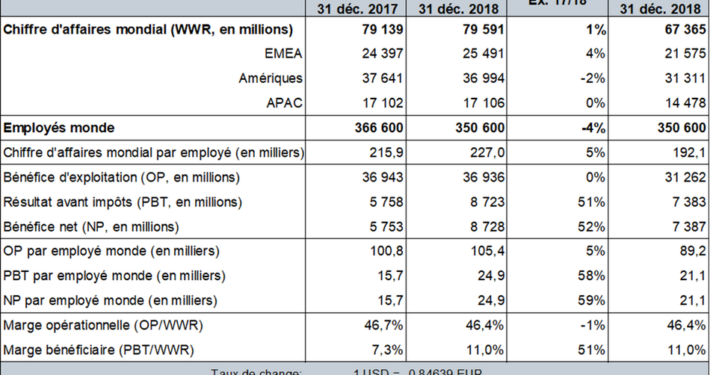 31 déc. 2017 31 déc. 2018 Ex. 17/18 31 déc. 2018
Chiffre d'affaires mondial (WWR, en millions) 79 139 79 591 1% 67 365
EMEA 24 397 25 491 4% 21 575
Amériques 37 641 36 994 -2% 31 311
APAC 17 102 17 106 0% 14 478
Employés monde 366 600 350 600 -4% 350 600
Chiffre d'affaires mondial par employé (en milliers) 215,9 227,0 5% 192,1
Bénéfice d'exploitation (OP, en millions) 36 943 36 936 0% 31 262
Résultat avant impôts (PBT, en millions) 5 758 8 723 51% 7 383
Bénéfice net (NP, en millions) 5 753 8 728 52% 7 387
OP par employé monde (en milliers) 100,8 105,4 5% 89,2
PBT par employé monde (en milliers) 15,7 24,9 58% 21,1
NP par employé monde (en milliers) 15,7 24,9 59% 21,1
Marge opérationnelle (OP/WWR) 46,7% 46,4% -1% 46,4%
Marge bénéficiaire (PBT/WWR) 7,3% 11,0% 51% 11,0%
Taux de change: 1 USD = 0,84639 EUR